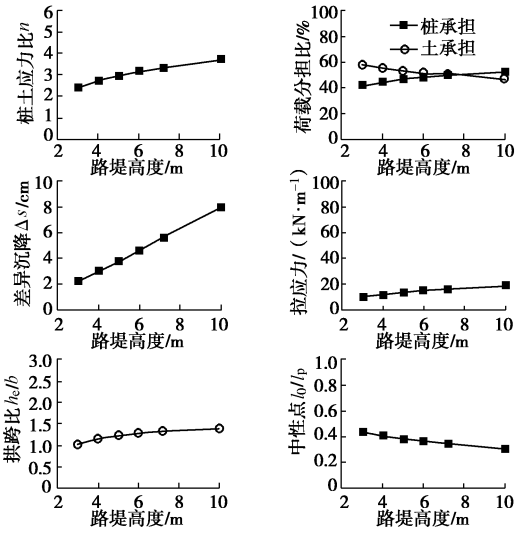 桩土应力比n
6
5
4
3
2
1
0
2 4 6 8 10
路堤高度/m
荷载分担比/%
100
80
60
40
20
0
桩承担
土承担
2 4 6 8 10
路堤高度/m
差异沉降Δs/cm
10
8
6
4
2
0
2 4 6 8 10
路堤高度/m
拉应力/(kN·m⁻¹)
100
80
60
40
20
0
2 4 6 8 10
路堤高度/m
拱跨比hc/b
3.0
2.5
2.0
1.5
1.0
0.5
0
2 4 6 8 10
路堤高度/m
中性点l0/lp
1.0
0.8
0.6
0.4
0.2
0
2 4 6 8 10
路堤高度/m